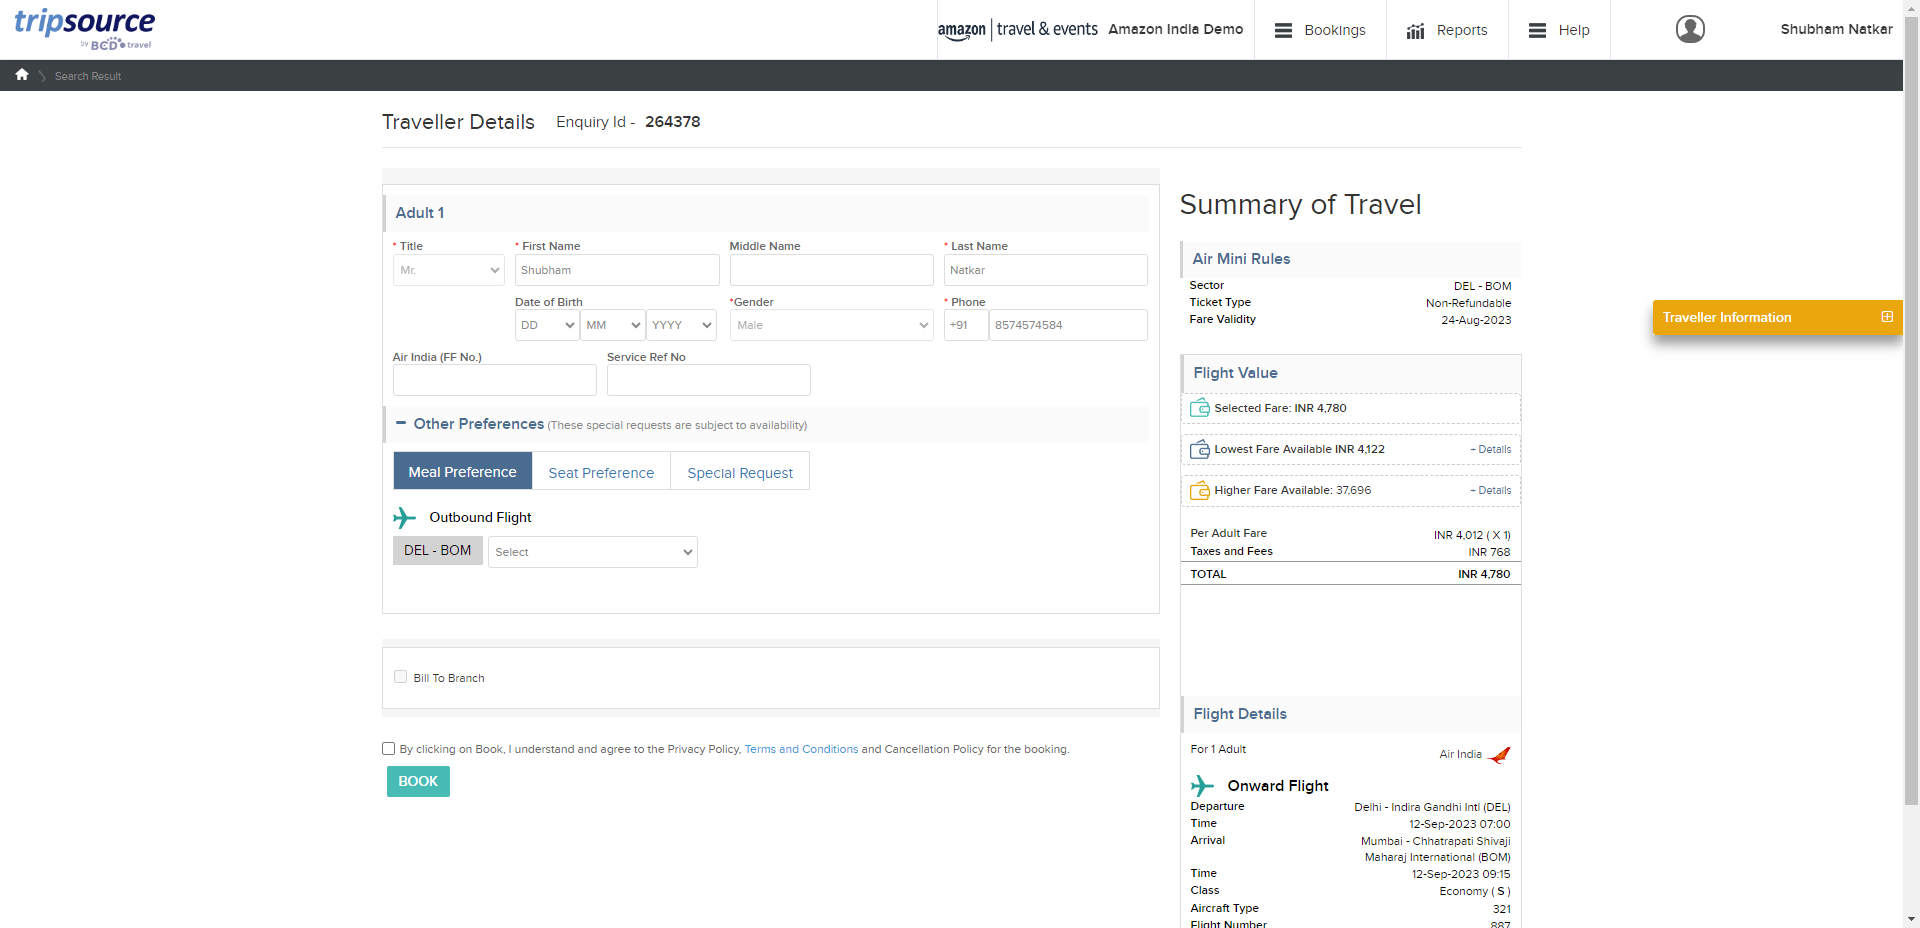 tripsource
by BCD travel
amazon | travel & events Amazon India Demo
Bookings
Reports
Help
Shubham Natkar
Search Result
Traveller Details Enquiry Id - 264378
Adult 1
* Title * First Name Middle Name * Last Name
Mr. Shubham Natkar
Date of Birth *Gender * Phone
DD MM YYYY Male +91 8574574584
Air India (FF No.) Service Ref No
Other Preferences (These special requests are subject to availability)
Meal Preference Seat Preference Special Request
Outbound Flight
DEL - BOM Select
Bill To Branch
By clicking on Book, I understand and agree to the Privacy Policy, Terms and Conditions and Cancellation Policy for the booking.
BOOK
Summary of Travel
Air Mini Rules
Sector DEL - BOM
Ticket Type Non-Refundable
Fare Validity 24-Aug-2023
Flight Value
Selected Fare: INR 4,780
Lowest Fare Available INR 4,122 + Details
Higher Fare Available: 37,696 + Details
Per Adult Fare INR 4,012 ( X 1)
Taxes and Fees INR 768
TOTAL INR 4,780
Flight Details
For 1 Adult Air India
Onward Flight
Departure Delhi - Indira Gandhi Intl (DEL)
Time 12-Sep-2023 07:00
Arrival Mumbai - Chhatrapati Shivaji
Maharaj International (BOM)
Time 12-Sep-2023 09:15
Class Economy ( S )
Aircraft Type 321
Flight Number 887
Traveller Information